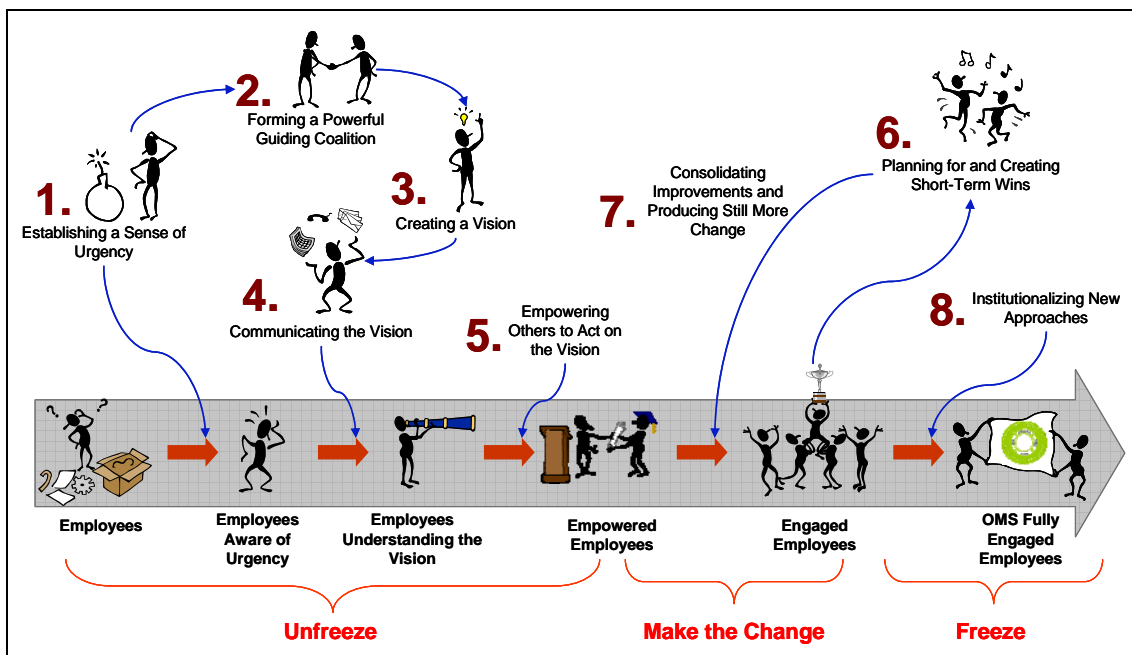 1.
Establishing a Sense of
Urgency
2.
Forming a Powerful
Guiding Coalition
3.
Creating a Vision
4.
Communicating the Vision
5.
Empowering
Others to Act on
the Vision
6.
Planning for and Creating
Short-Term Wins
7.
Consolidating
Improvements and
Producing Still More
Change
8.
Institutionalizing New
Approaches
? ?
Employees
Employees
Aware of
Urgency
Employees
Understanding the
Vision
Empowered
Employees
Engaged
Employees
OMS Fully
Engaged
Employees
Unfreeze
Make the Change
Freeze